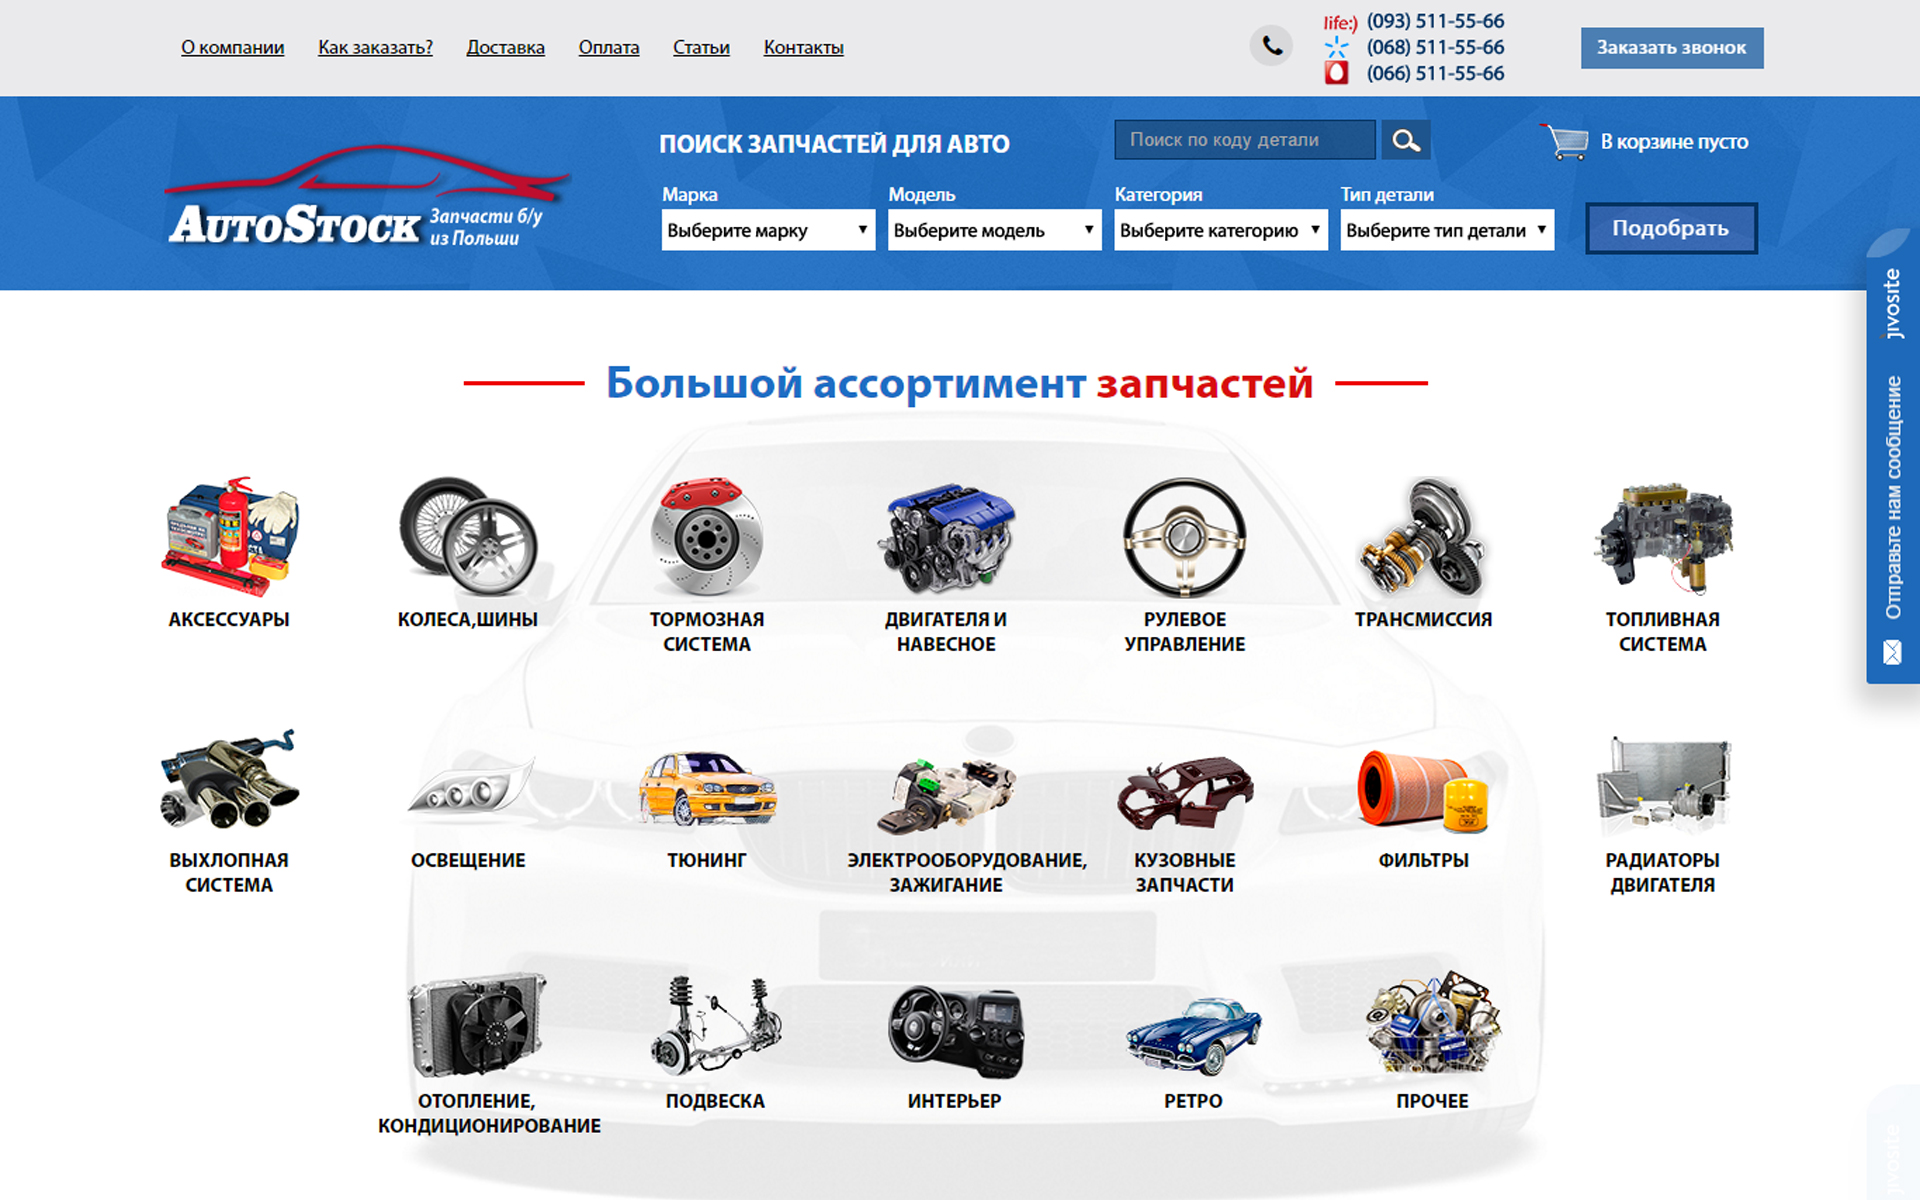 О компании
Как заказать?
Доставка
Оплата
Статьи
Контакты
life:) (093) 511-55-66
(068) 511-55-66
(066) 511-55-66
Заказать звонок
AutoStock
Запчасти б/у
из Польши
ПОИСК ЗАПЧАСТЕЙ ДЛЯ АВТО
Поиск по коду детали
В корзине пусто
Марка
Модель
Категория
Тип детали
Выберите марку
Выберите модель
Выберите категорию
Выберите тип детали
Подобрать
jivosite
Отправьте нам сообщение
Большой ассортимент запчастей
АКСЕССУАРЫ
КОЛЕСА,ШИНЫ
ТОРМОЗНАЯ
СИСТЕМА
ДВИГАТЕЛЯ И
НАВЕСНОЕ
РУЛЕВОЕ
УПРАВЛЕНИЕ
ТРАНСМИССИЯ
ТОПЛИВНАЯ
СИСТЕМА
ВЫХЛОПНАЯ
СИСТЕМА
ОСВЕЩЕНИЕ
ТЮНИНГ
ЭЛЕКТРООБОРУДОВАНИЕ,
ЗАЖИГАНИЕ
КУЗОВНЫЕ
ЗАПЧАСТИ
ФИЛЬТРЫ
РАДИАТОРЫ
ДВИГАТЕЛЯ
ОТОПЛЕНИЕ,
КОНДИЦИОНИРОВАНИЕ
ПОДВЕСКА
ИНТЕРЬЕР
РЕТРО
ПРОЧЕЕ
jivosite